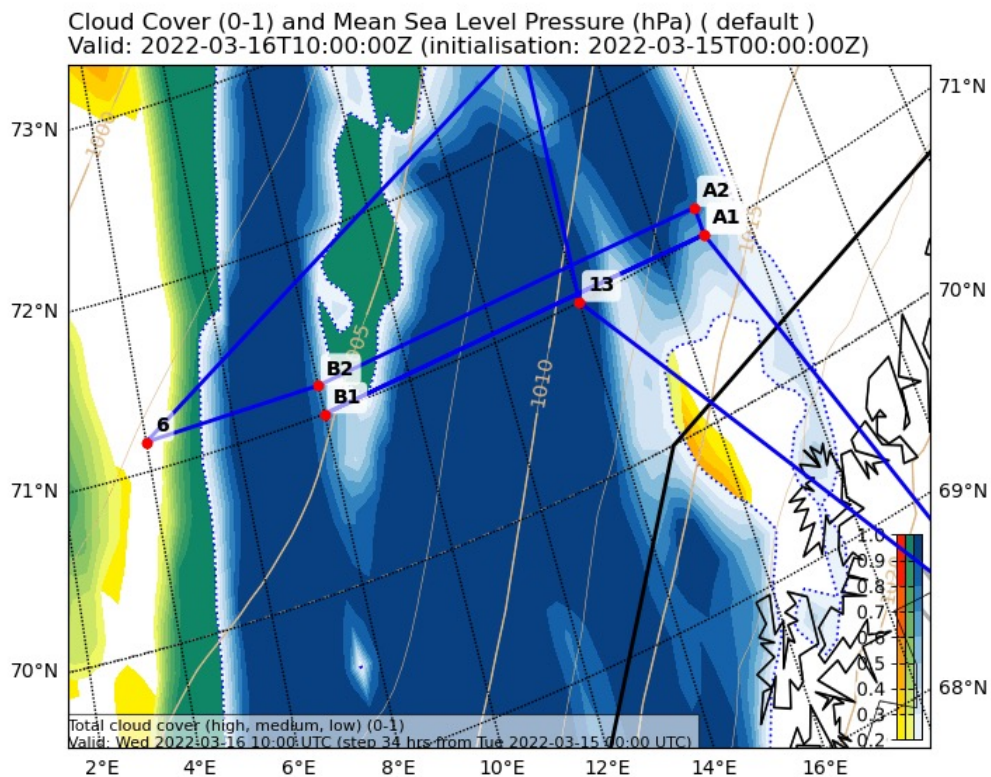 Cloud Cover (0-1) and Mean Sea Level Pressure (hPa) ( default )
Valid: 2022-03-16T10:00:00Z (initialisation: 2022-03-15T00:00:00Z)
71°N
73°N
A2
A1
1015
13
70°N
72°N
005
B2
B1
1010
6
71°N
69°N
1.0
0.9
0.8
0.7
0.6
0.5
0.4
0.3
0.2
70°N
68°N
Total cloud cover (high, medium, low) (0-1)
Valid: Wed 2022-03-16 10:00 UTC (step 34 hrs from Tue 2022-03-15 00:00 UTC)
2°E 4°E 6°E 8°E 10°E 12°E 14°E 16°E